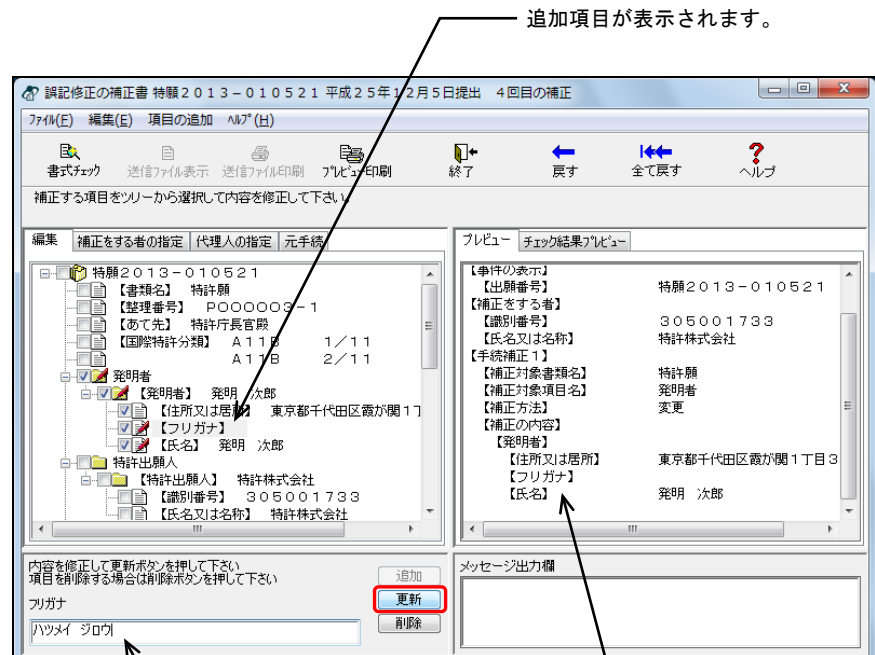 追加項目が表示されます。
誤記修正の補正書 特願２０１３－０１０５２１ 平成２５年１２月５日提出 ４回目の補正
ﾌｧｲﾙ(F) 編集(E) 項目の追加 ﾍﾙﾌﾟ(H)
書式ﾁｪｯｸ 送信ﾌｧｲﾙ表示 送信ﾌｧｲﾙ印刷 ﾌﾟﾚﾋﾞｭｰ印刷 終了 戻す 全て戻す ヘルプ
補正する項目をツリーから選択して内容を修正して下さい。
編集 補正をする者の指定 代理人の指定 元手続
特願２０１３－０１０５２１
【書類名】 特許願
【整理番号】 Ｐ０００００３－１
【あて先】 特許庁長官殿
【国際特許分類】 Ａ１１Ｂ １／１１
Ａ１１Ｂ ２／１１
発明者
【発明者】 発明 次郎
【住所又は居所】 東京都千代田区霞が関１丁
【フリガナ】
【氏名】 発明 次郎
特許出願人
【特許出願人】 特許株式会社
【識別番号】 ３０５００１７３３
【氏名又は名称】 特許株式会社
プレビュー チェック結果ﾌﾟﾚﾋﾞｭｰ
【事件の表示】
【出願番号】 特願２０１３－０１０５２１
【補正をする者】
【識別番号】 ３０５００１７３３
【氏名又は名称】 特許株式会社
【手続補正１】
【補正対象書類名】 特許願
【補正対象項目名】 発明者
【補正方法】 変更
【補正の内容】
【発明者】
【住所又は居所】 東京都千代田区霞が関１丁目３
【フリガナ】
【氏名】 発明 次郎
内容を修正して更新ボタンを押して下さい
項目を削除する場合は削除ボタンを押して下さい
フリガナ
ハツメイ ジロウ
追加
更新
削除
メッセージ出力欄